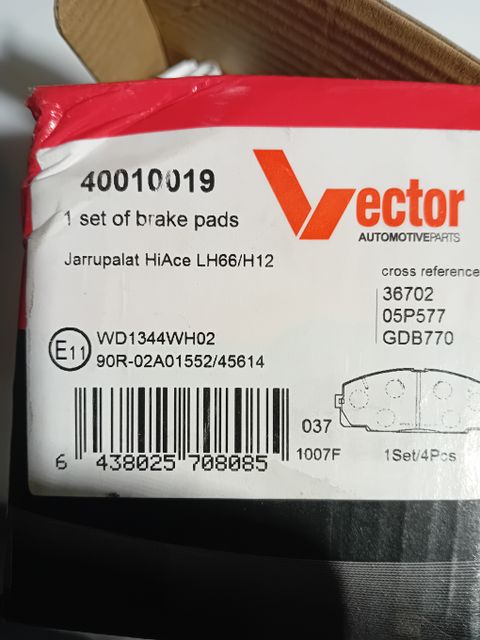 40010019
1 set of brake pads
Jarrupalat HiAce LH66/H12
Vector
AUTOMOTIVEPARTS
cross reference
36702
05P577
GDB770
E11
WD1344WH02
90R-02A01552/45614
6 438025 708085
037
1007F
1Set/4Pcs